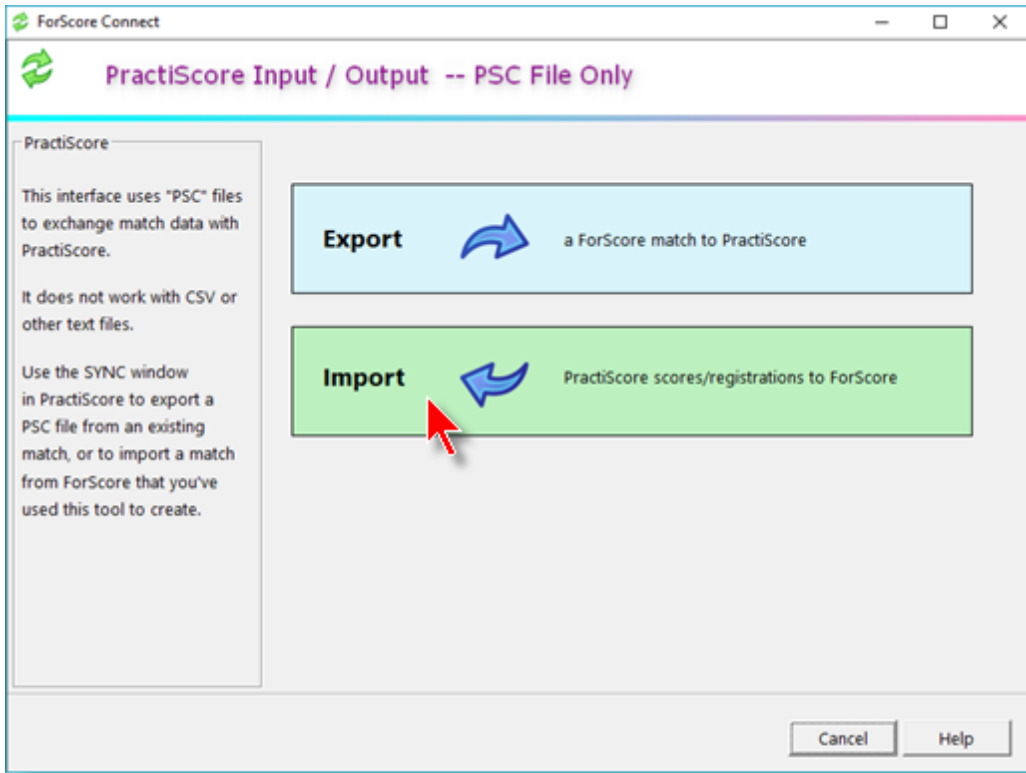 ForScore Connect
PractiScore Input / Output -- PSC File Only
PractiScore
This interface uses "PSC" files
to exchange match data with
PractiScore.
It does not work with CSV or
other text files.
Use the SYNC window
in PractiScore to export a
PSC file from an existing
match, or to import a match
from ForScore that you've
used this tool to create.
Export a ForScore match to PractiScore
Import PractiScore scores/registrations to ForScore
Cancel Help